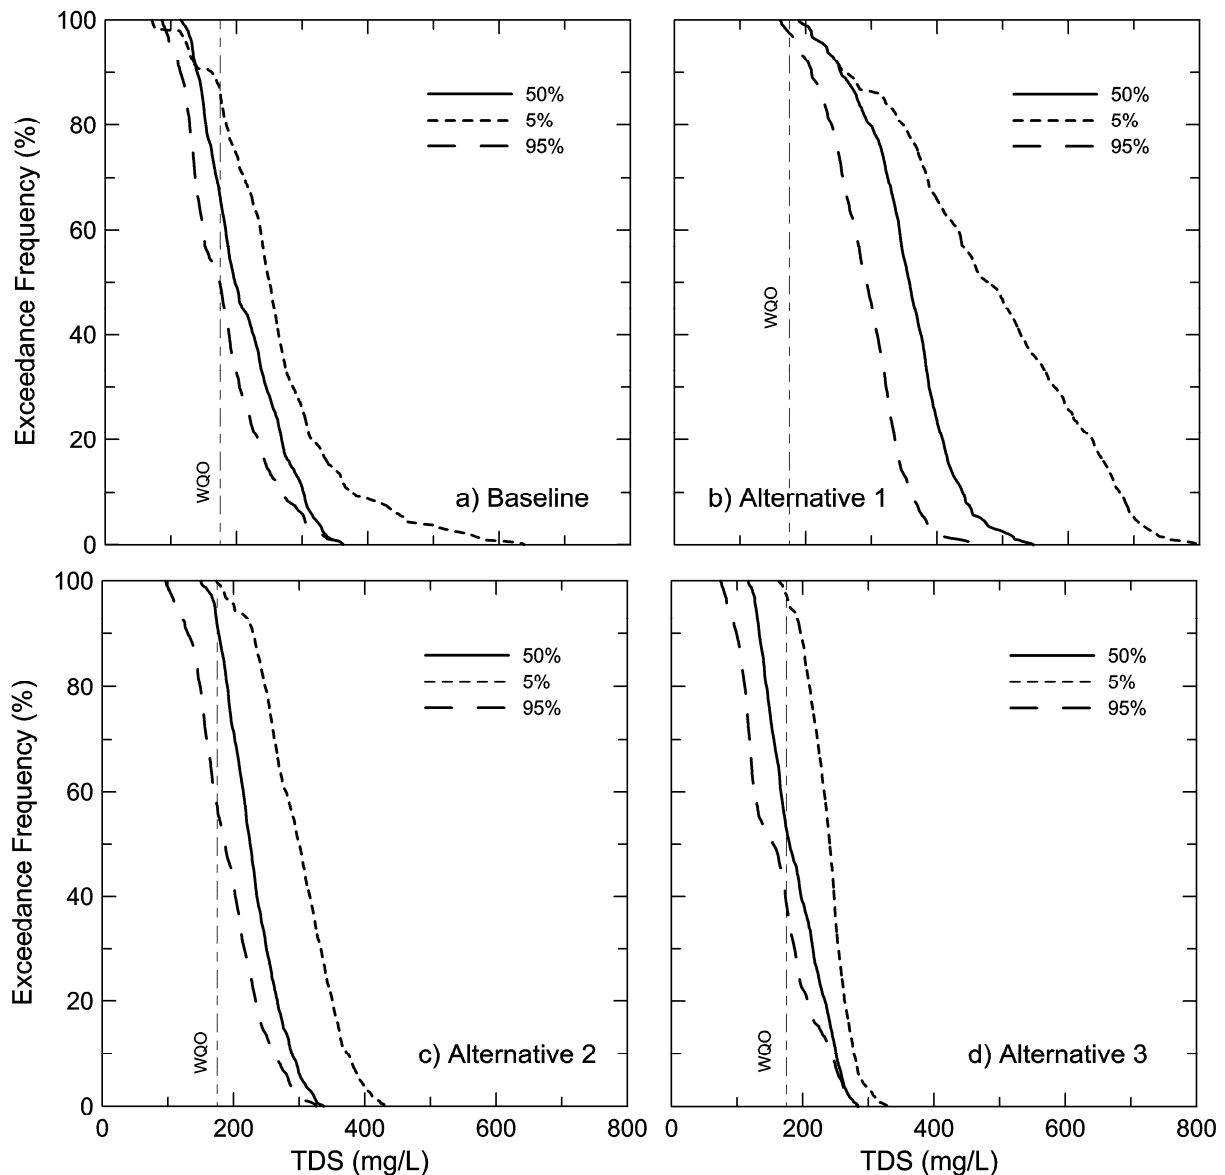 100
80
60
40
20
0
Exceedance Frequency (%)
50%
5%
95%
WQO
a) Baseline
50%
5%
95%
WQO
b) Alternative 1
100
80
60
40
20
0
Exceedance Frequency (%)
50%
5%
95%
WQO
c) Alternative 2
0 200 400 600 800
TDS (mg/L)
50%
5%
95%
WQO
d) Alternative 3
0 200 400 600 800
TDS (mg/L)